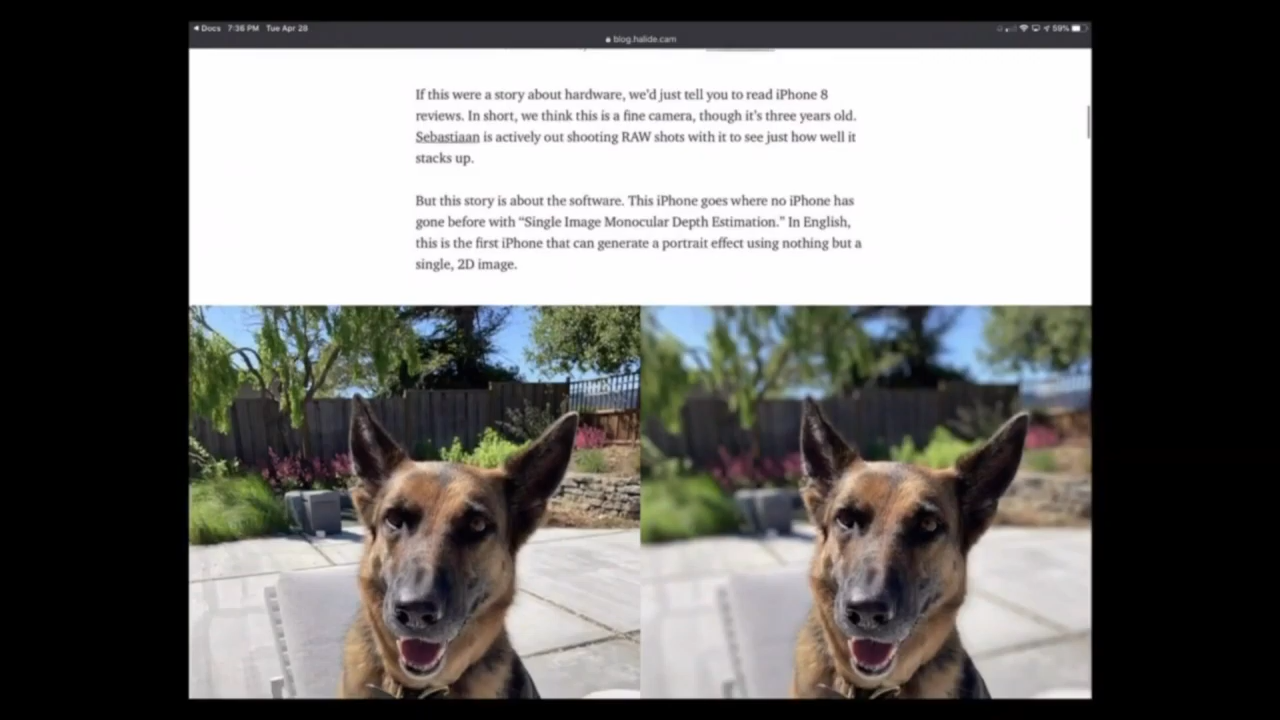 Docs 7:36 PM Tue Apr 28
59%
blog.halide.cam
If this were a story about hardware, we'd just tell you to read iPhone 8
reviews. In short, we think this is a fine camera, though it's three years old.
Sebastiaan is actively out shooting RAW shots with it to see just how well it
stacks up.
But this story is about the software. This iPhone goes where no iPhone has
gone before with “Single Image Monocular Depth Estimation.” In English,
this is the first iPhone that can generate a portrait effect using nothing but a
single, 2D image.